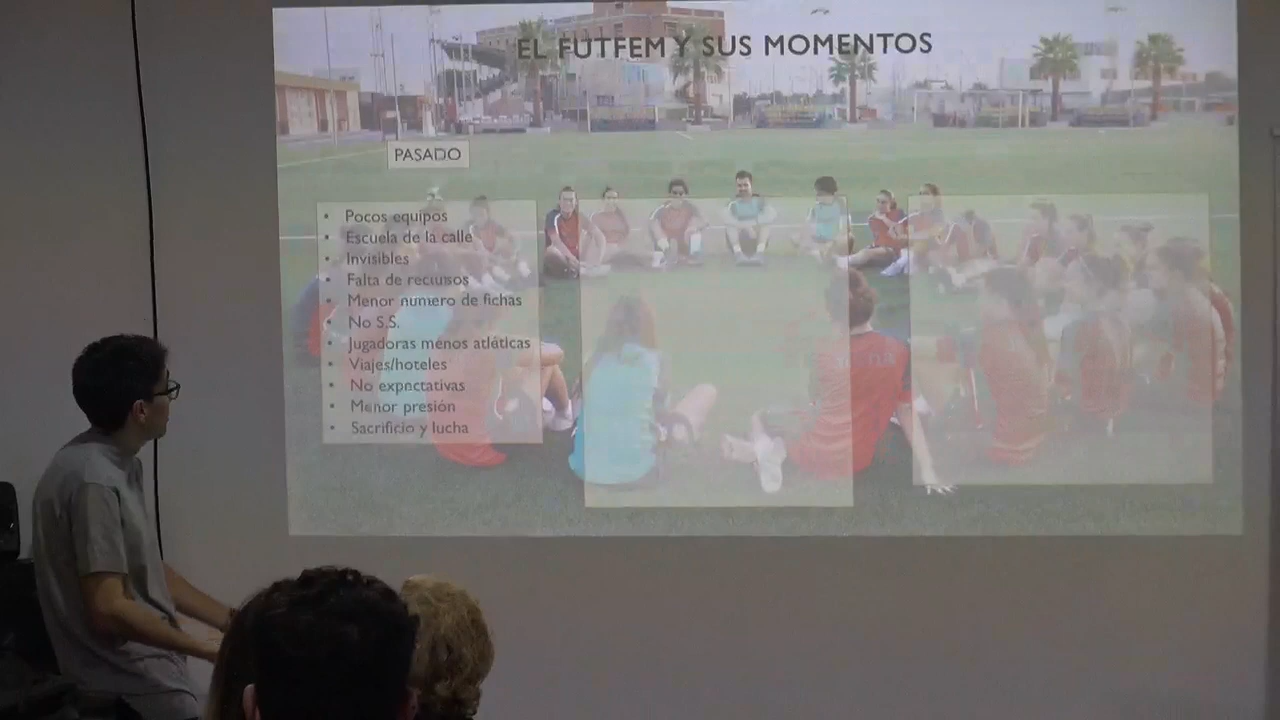 EL FUTFEM Y SUS MOMENTOS
PASADO
• Pocos equipos
• Escuela de la calle
• Invisibles
• Falta de recursos
• Menor numero de fichas
• No S.S.
• Jugadoras menos atléticas
• Viajes/hoteles
• No expectativas
• Menor presión
• Sacrificio y lucha